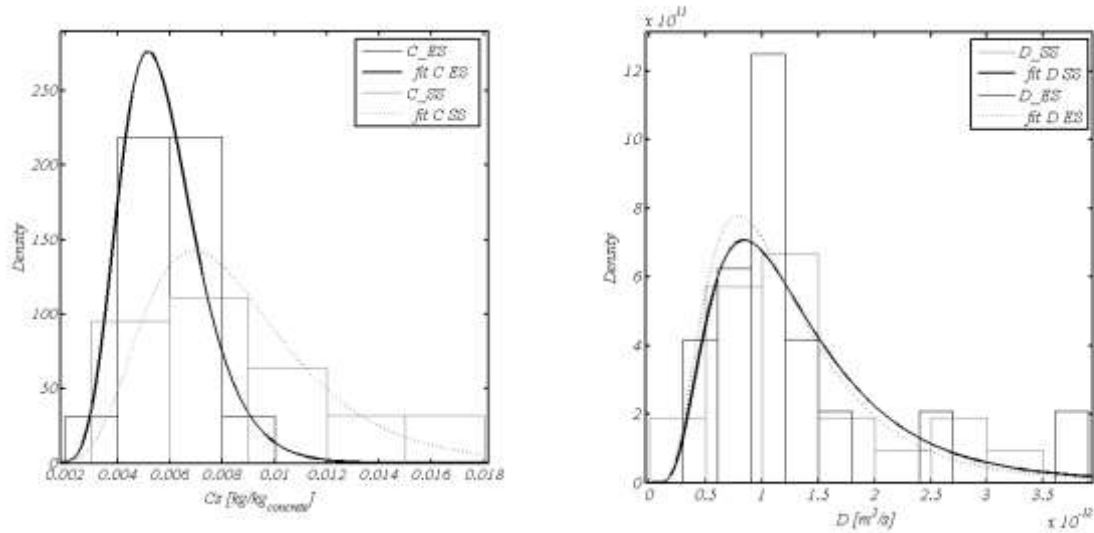 C_ES
fit C ES
C_SS
fit C SS
250
200
150
100
50
0
Density
0.002 0.004 0.006 0.008 0.01 0.012 0.014 0.016 0.018
Cs [kg/kg concrete]
x 10^11
D_SS
fit D SS
D_ES
fit D ES
12
10
8
6
4
2
0
Density
0 0.5 1 1.5 2 2.5 3 3.5
D [m²/s]
x 10^-12